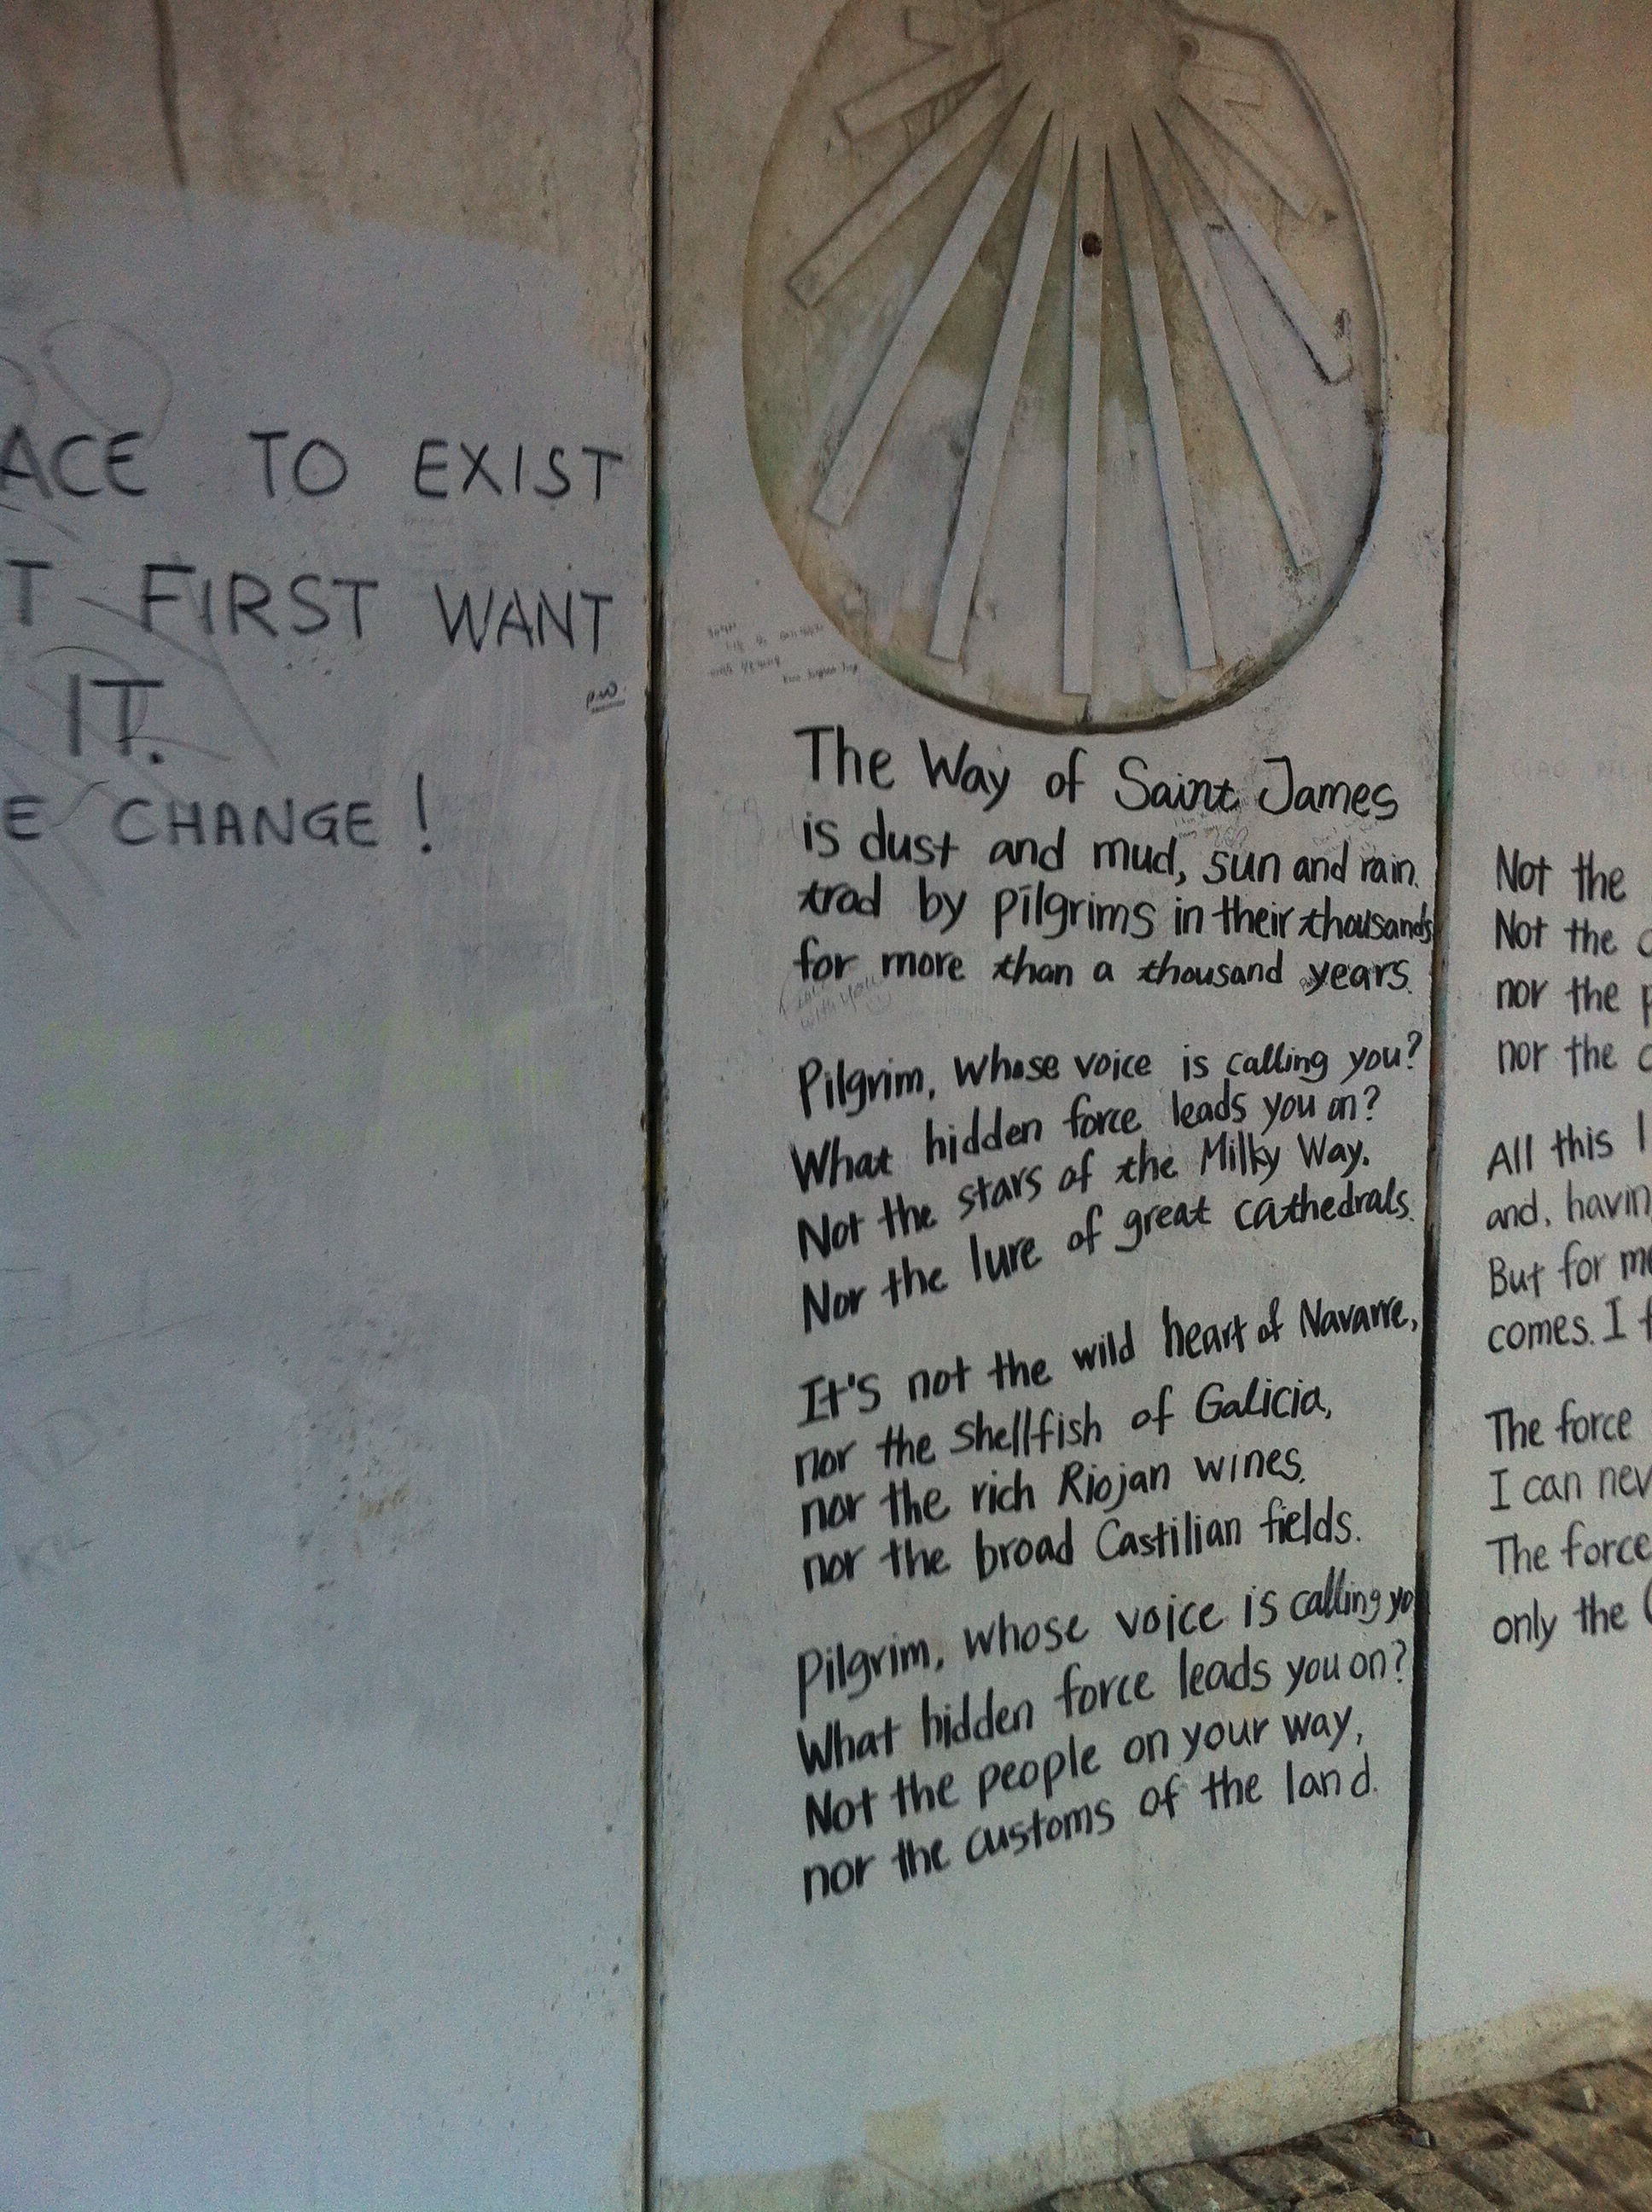 ACE TO EXIST
T FIRST WANT
IT.
E CHANGE!
The Way of Saint James
is dust and mud, sun and rain.
trod by pilgrims in their thousands
for more than a thousand years.
Pilgrim, whose voice is calling you?
What hidden force leads you on?
Not the stars of the Milky Way.
Nor the lure of great cathedrals.
It's not the wild heart of Navarre,
nor the shellfish of Galicia,
nor the rich Riojan wines.
nor the broad Castilian fields.
Pilgrim, whose voice is calling yo
What hidden force leads you on?
Not the people on your way,
nor the customs of the land.
Not the
Not the c
nor the p
nor the c
All this I
and, havin
But for me
comes. I f
The force
I can nev
The force
only the